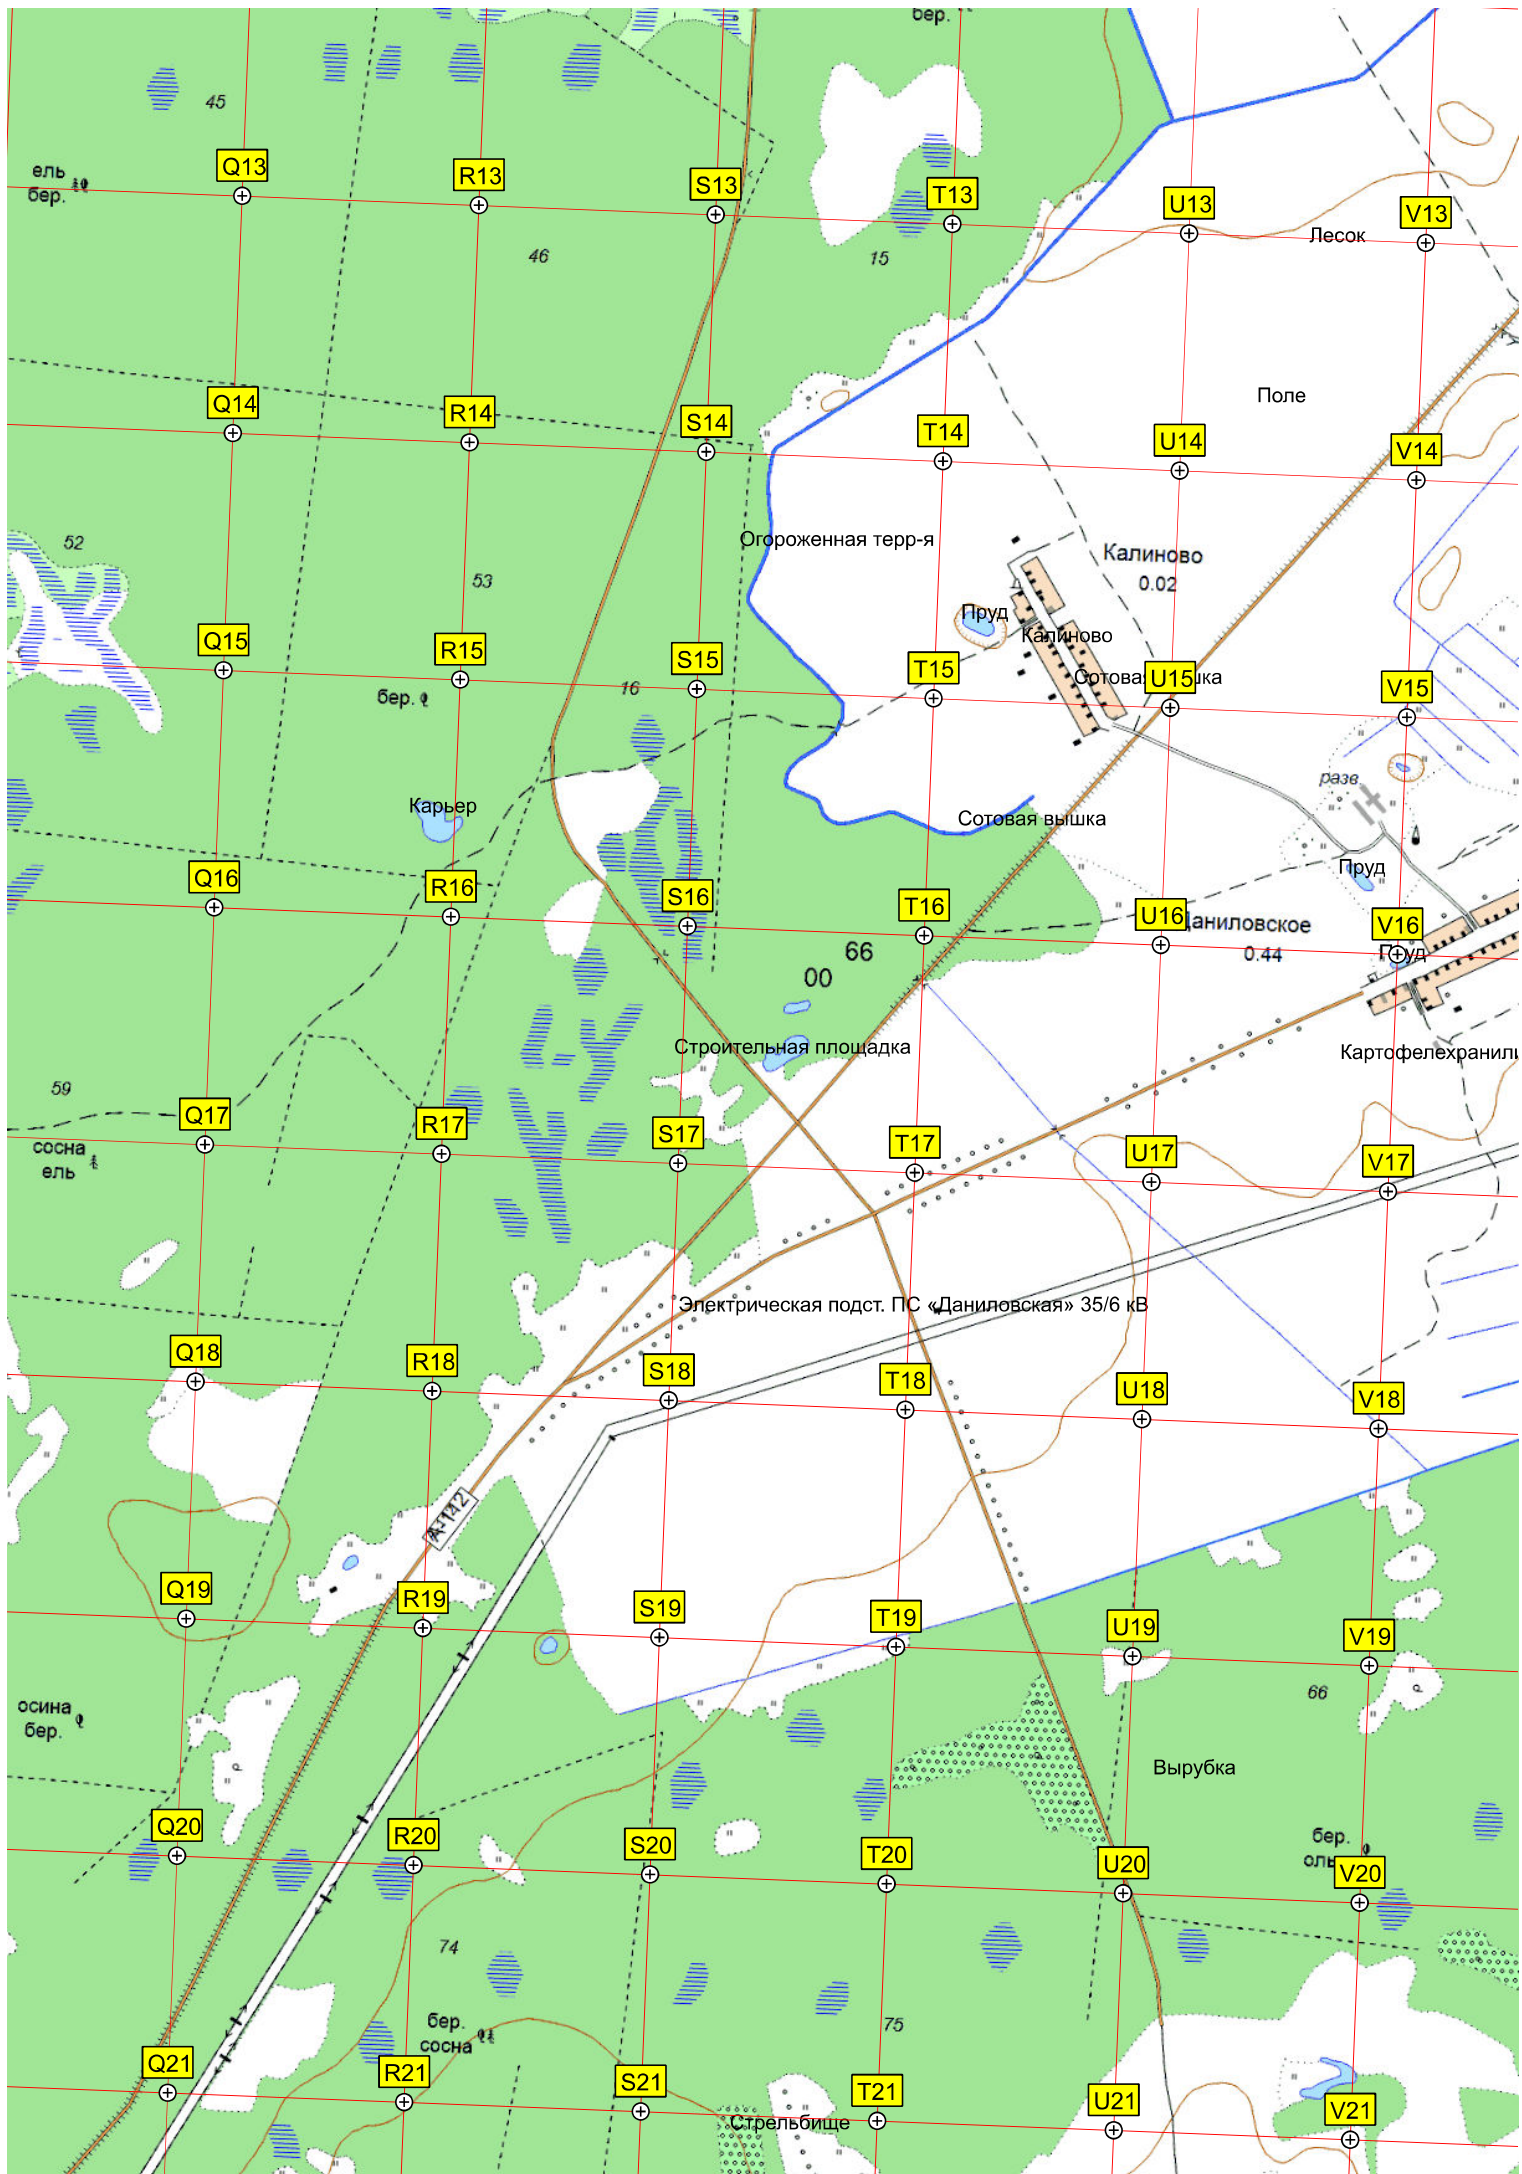 бер.
45
Q13
R13
S13
T13
U13
V13
ель
бер.
Лесок
46
15
Q14
R14
S14
T14
U14
V14
Поле
52
53
Огороженная терр-я
Калиново
0.02
Пруд
Калиново
Q15
R15
S15
T15
U15
V15
16
бер.
разв
Карьер
Сотовая вышка
Пруд
Q16
R16
S16
T16
U16
V16
Даниловское
0.44
66
00
Строительная площадка
59
Q17
R17
S17
T17
U17
V17
сосна
ель
Электрическая подст. ПС «Даниловская» 35/6 кВ
Q18
R18
S18
T18
U18
V18
А-142
Q19
R19
S19
T19
U19
V19
66
осина
бер.
Вырубка
Q20
R20
S20
T20
U20
V20
бер.
74
75
бер.
сосна
Q21
R21
S21
T21
U21
V21
Стрельбище